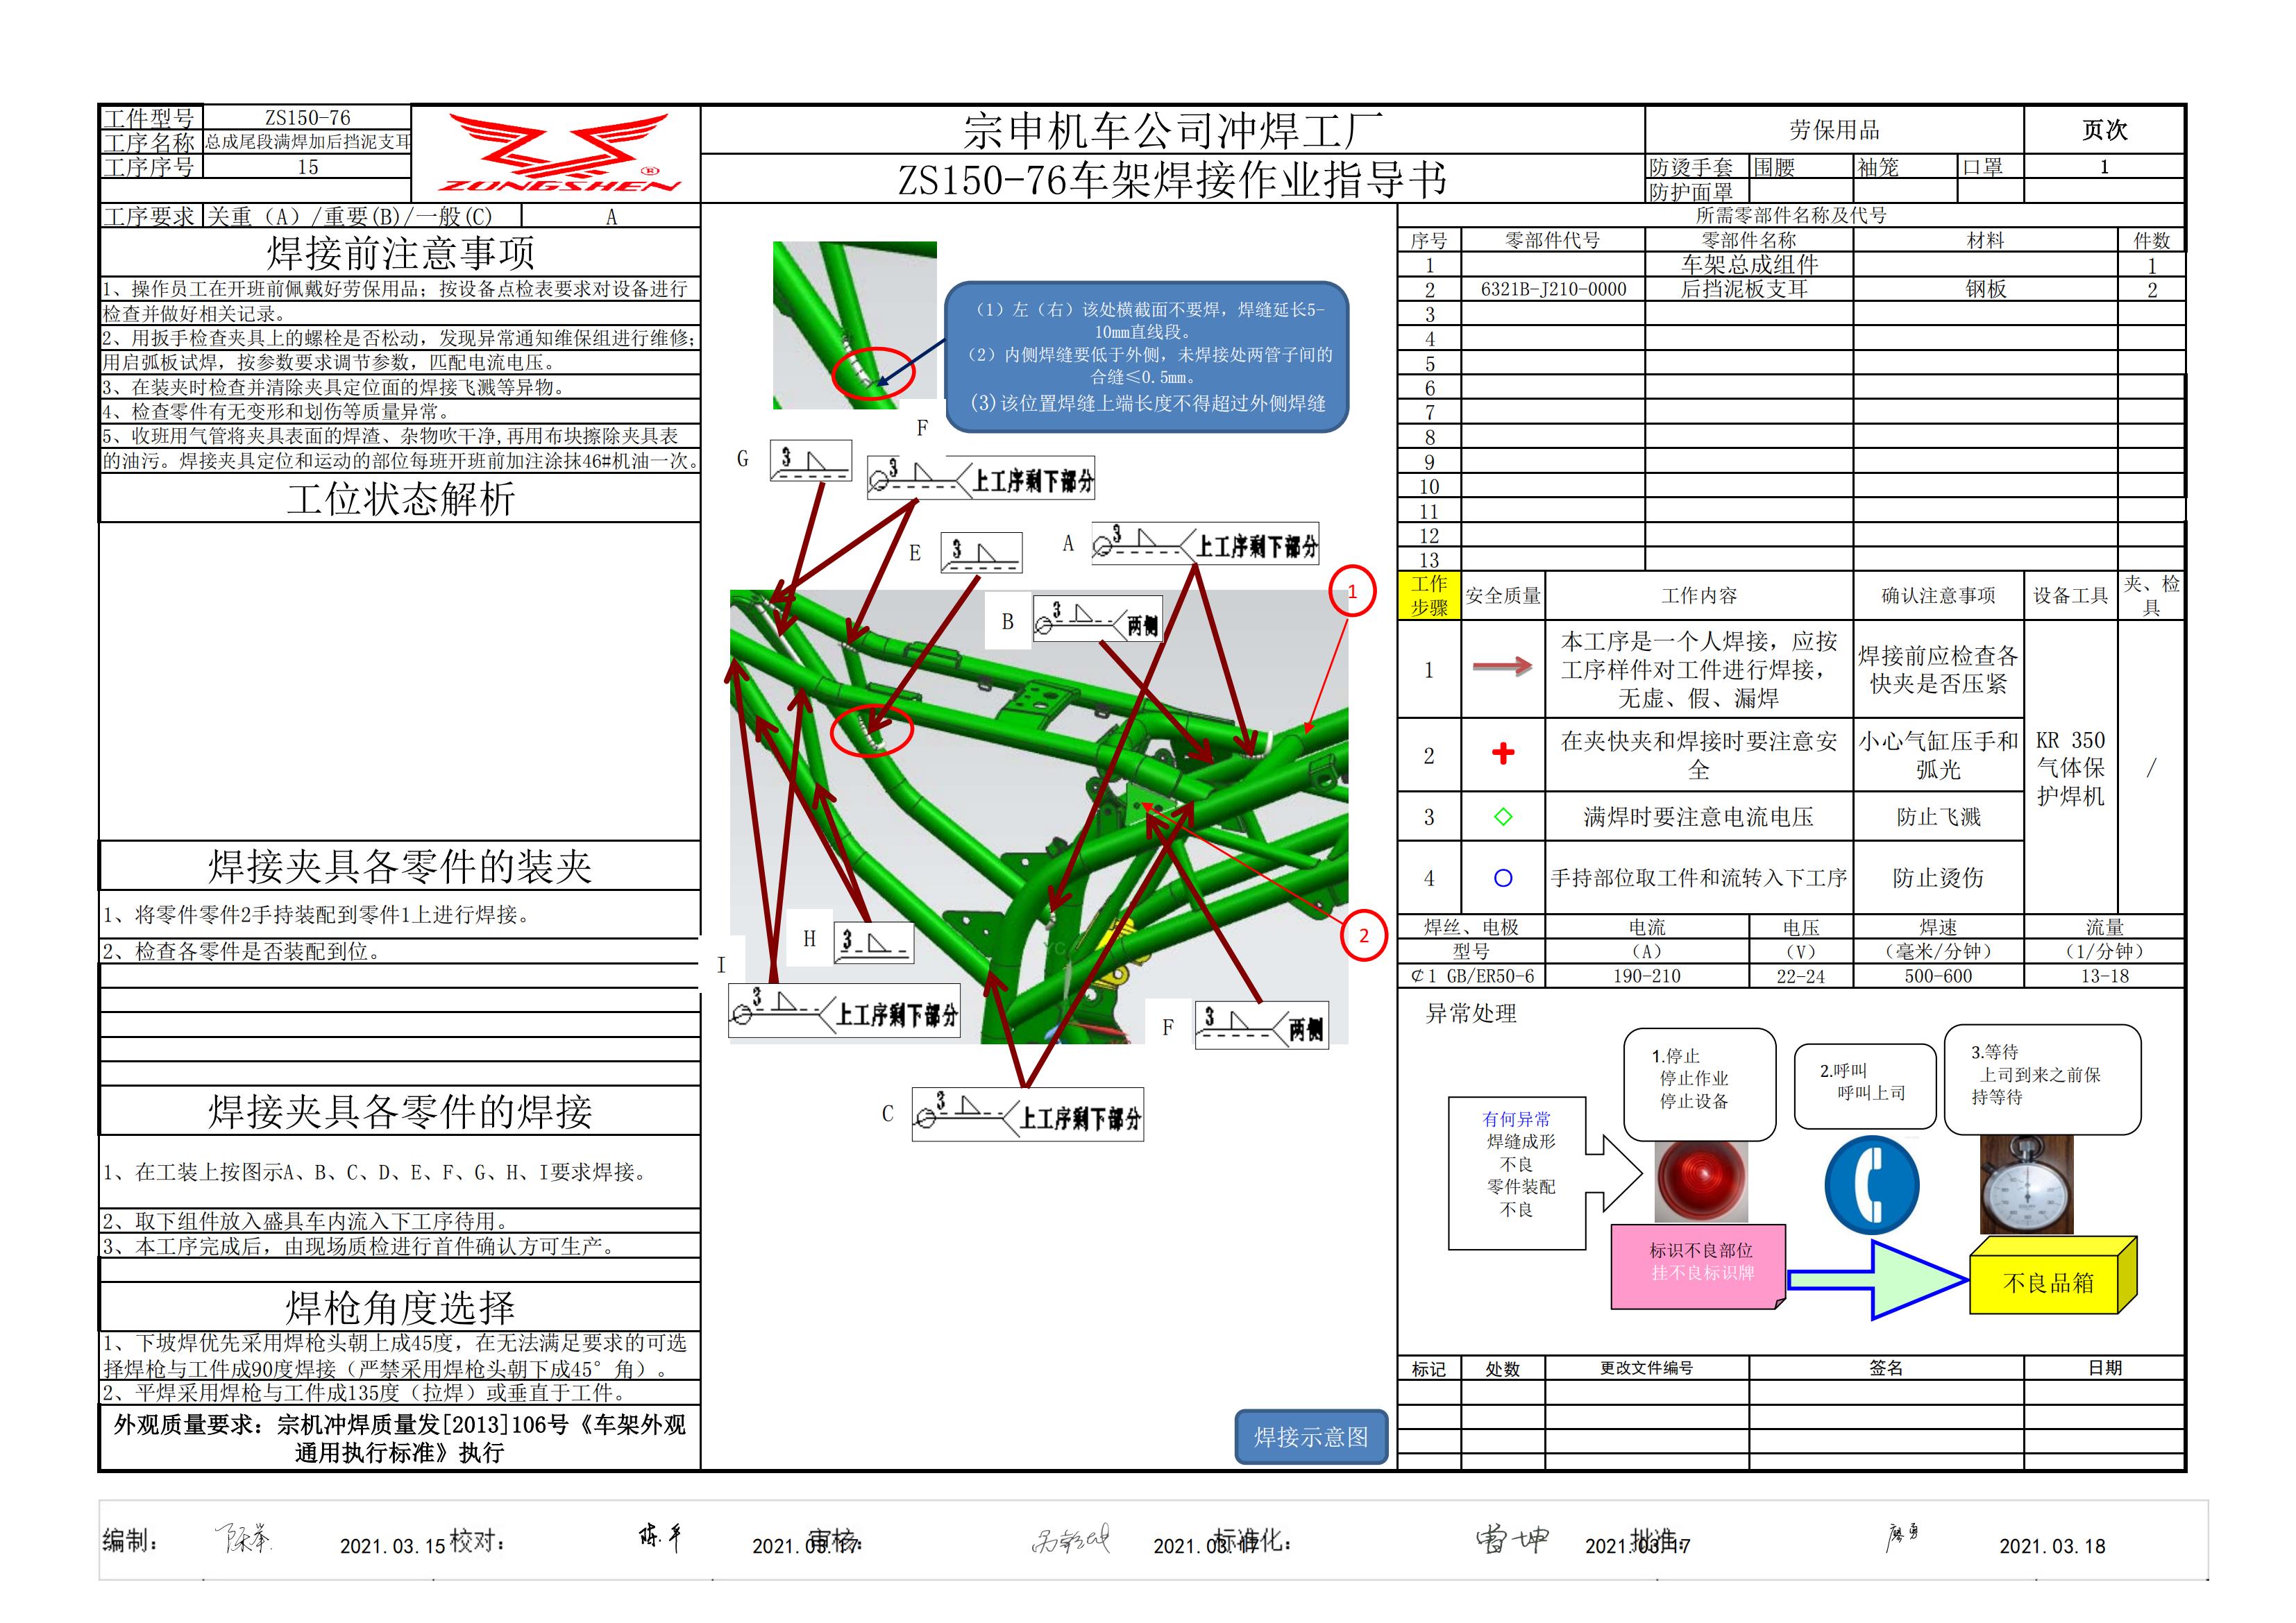 工件型号 ZS150-76
工序名称 总成尾段满焊加后挡泥支耳
工序序号 15
ZONGSHEN ®
宗申机车公司冲焊工厂
ZS150-76车架焊接作业指导书
劳保用品 页次
防烫手套 围腰 袖笼 口罩 1
防护面罩
工序要求 关重（A）/重要(B)/一般(C) A
焊接前注意事项
1、操作员工在开班前佩戴好劳保用品；按设备点检表要求对设备进行
检查并做好相关记录。
2、用扳手检查夹具上的螺栓是否松动，发现异常通知维保组进行维修；
用启弧板试焊，按参数要求调节参数，匹配电流电压。
3、在装夹时检查并清除夹具定位面的焊接飞溅等异物。
4、检查零件有无变形和划伤等质量异常。
5、收班用气管将夹具表面的焊渣、杂物吹干净,再用布块擦除夹具表
的油污。焊接夹具定位和运动的部位每班开班前加注涂抹46#机油一次。
工位状态解析
焊接夹具各零件的装夹
1、将零件零件2手持装配到零件1上进行焊接。
2、检查各零件是否装配到位。
焊接夹具各零件的焊接
1、在工装上按图示A、B、C、D、E、F、G、H、I要求焊接。
2、取下组件放入盛具车内流入下工序待用。
3、本工序完成后，由现场质检进行首件确认方可生产。
焊枪角度选择
1、下坡焊优先采用焊枪头朝上成45度，在无法满足要求的可选
择焊枪与工件成90度焊接（严禁采用焊枪头朝下成45°角）。
2、平焊采用焊枪与工件成135度（拉焊）或垂直于工件。
外观质量要求：宗机冲焊质量发[2013]106号《车架外观
通用执行标准》执行
（1）左（右）该处横截面不要焊，焊缝延长5-
10mm直线段。
（2）内侧焊缝要低于外侧，未焊接处两管子间的
合缝≤0.5mm。
(3)该位置焊缝上端长度不得超过外侧焊缝
F
G 3
3 上工序剩下部分
E 3
A 3 上工序剩下部分
1
B 3 两侧
2
H 3
I
3 上工序剩下部分
F 3 两侧
C 3 上工序剩下部分
YC
焊接示意图
所需零部件名称及代号
序号 零部件代号 零部件名称 材料 件数
1 车架总成组件 1
2 6321B-J210-0000 后挡泥板支耳 钢板 2
3
4
5
6
7
8
9
10
11
12
13
工作
步骤 安全质量 工作内容 确认注意事项 设备工具 夹、检
具
1 本工序是一个人焊接，应按
工序样件对工件进行焊接，
无虚、假、漏焊
焊接前应检查各
快夹是否压紧
2 在夹快夹和焊接时要注意安
全
小心气缸压手和
弧光
KR 350
气体保
护焊机
/
3 满焊时要注意电流电压 防止飞溅
4 手持部位取工件和流转入下工序 防止烫伤
焊丝、电极 电流 电压 焊速 流量
型号 （A） （V） （毫米/分钟） （1/分钟）
¢1 GB/ER50-6 190-210 22-24 500-600 13-18
异常处理
有何异常
焊缝成形
不良
零件装配
不良
1.停止
停止作业
停止设备
2.呼叫
呼叫上司
3.等待
上司到来之前保
持等待
标识不良部位
挂不良标识牌
不良品箱
标记 处数 更改文件编号 签名 日期
编制： 2021.03.15 校对： 2021.03.17 审核： 2021.03.17 标准化： 2021.03.17 批准： 2021.03.18